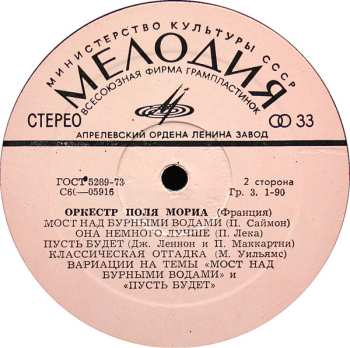 МИНИСТЕРСТВО КУЛЬТУРЫ СССР
МЕЛОДИЯ
ВСЕСОЮЗНАЯ ФИРМА ГРАМПЛАСТИНОК
СТЕРЕО
33
АПРЕЛЕВСКИЙ ОРДЕНА ЛЕНИНА ЗАВОД
ГОСТ 5289-73
2 сторона
С60—05916
Гр. 3. 1-90
ОРКЕСТР ПОЛЯ МОРИА (Франция)
МОСТ НАД БУРНЫМИ ВОДАМИ (П. Саймон)
ОНА НЕМНОГО ЛУЧШЕ (П. Лека)
ПУСТЬ БУДЕТ (Дж. Леннон и П. Маккартни)
КЛАССИЧЕСКАЯ ОТГАДКА (М. Уильямс)
ВАРИАЦИИ НА ТЕМЫ «МОСТ НАД
БУРНЫМИ ВОДАМИ» и
«ПУСТЬ БУДЕТ»